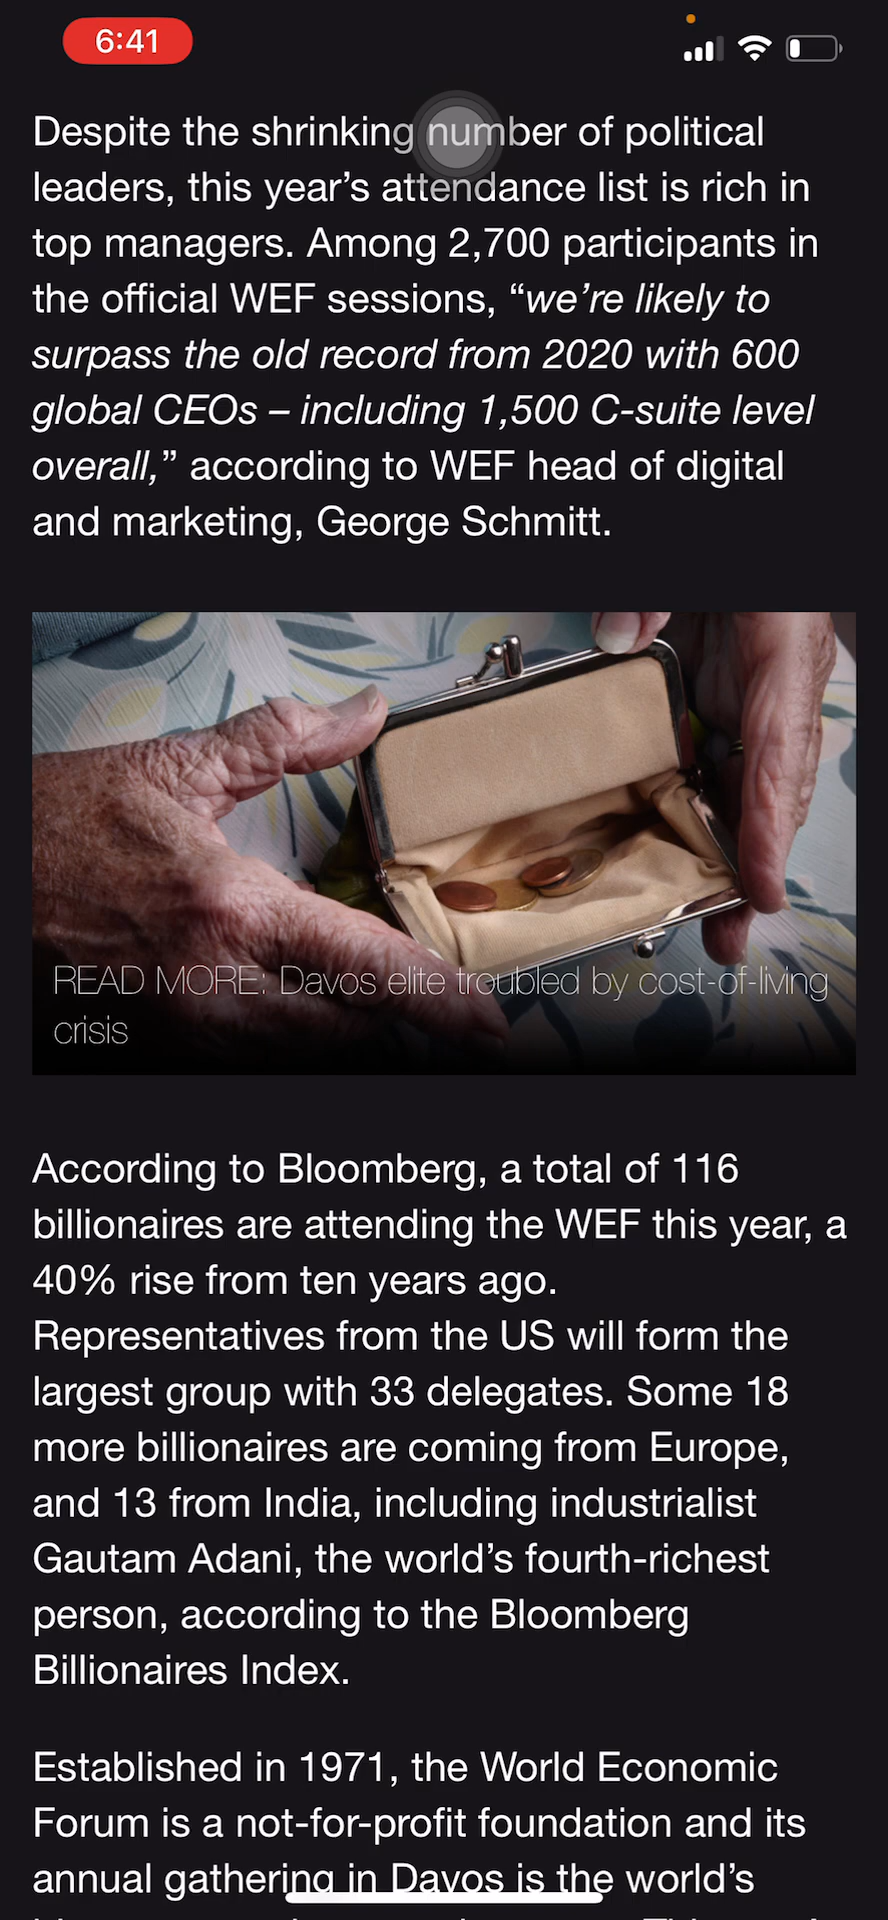 6:41
Despite the shrinking number of political
leaders, this year’s attendance list is rich in
top managers. Among 2,700 participants in
the official WEF sessions, “we’re likely to
surpass the old record from 2020 with 600
global CEOs – including 1,500 C-suite level
overall,” according to WEF head of digital
and marketing, George Schmitt.
READ MORE: Davos elite troubled by cost-of-living
crisis
According to Bloomberg, a total of 116
billionaires are attending the WEF this year, a
40% rise from ten years ago.
Representatives from the US will form the
largest group with 33 delegates. Some 18
more billionaires are coming from Europe,
and 13 from India, including industrialist
Gautam Adani, the world’s fourth-richest
person, according to the Bloomberg
Billionaires Index.
Established in 1971, the World Economic
Forum is a not-for-profit foundation and its
annual gathering in Davos is the world’s